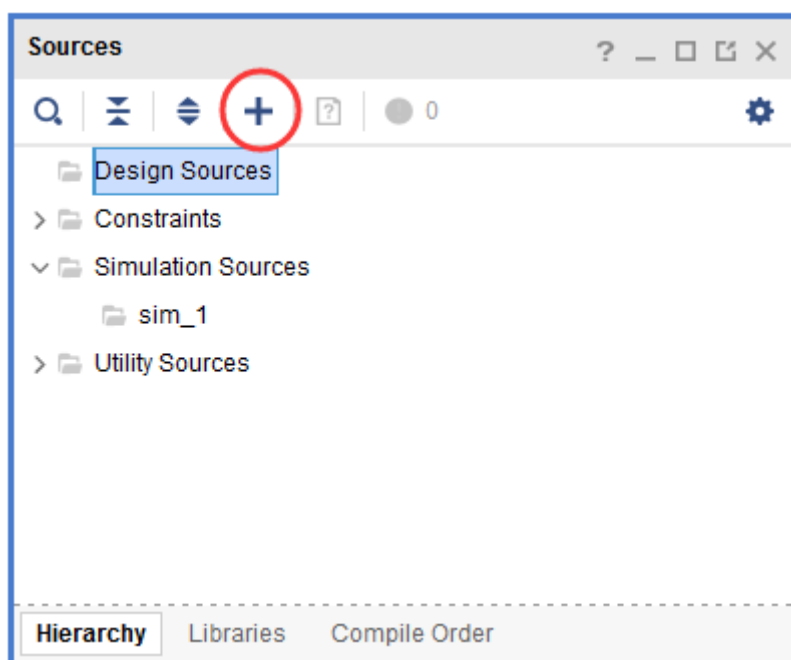 Sources
0
Design Sources
Constraints
Simulation Sources
sim_1
Utility Sources
Hierarchy Libraries Compile Order